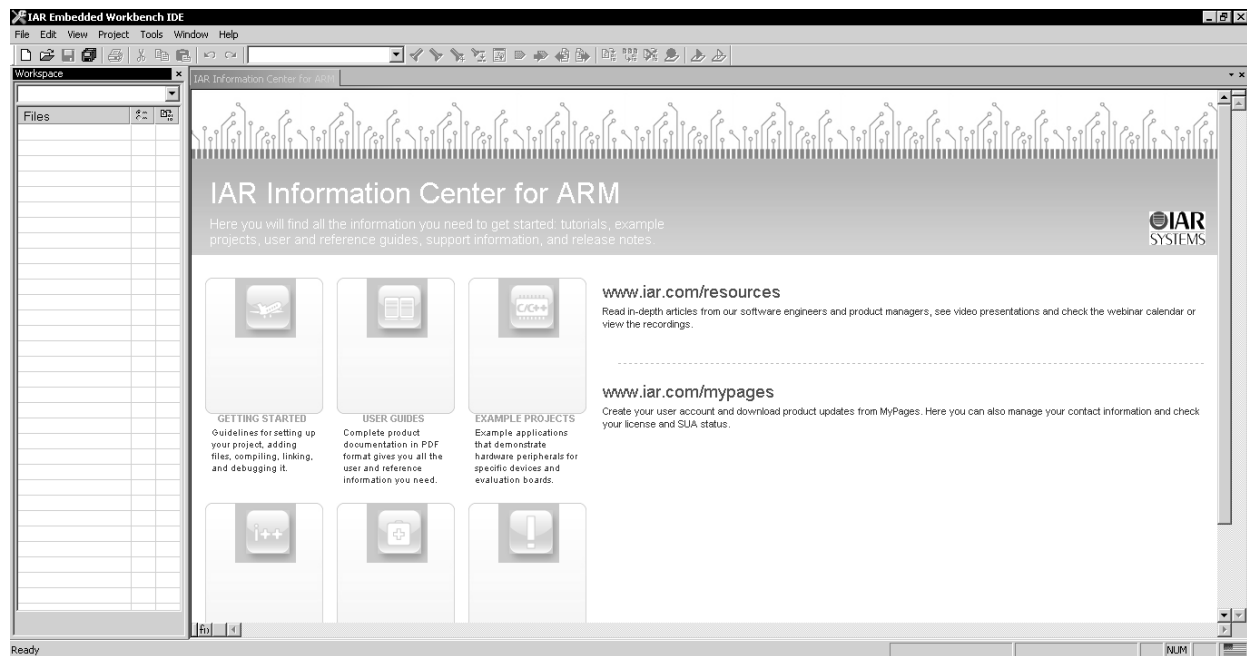 IAR Embedded Workbench IDE
File Edit View Project Tools Window Help
Workspace
IAR Information Center for ARM
Files
IAR Information Center for ARM
Here you will find all the information you need to get started: tutorials, example
projects, user and reference guides, support information, and release notes.
IAR
SYSTEMS
C/C++
GETTING STARTED
Guidelines for setting up
your project, adding
files, compiling, linking,
and debugging it.
USER GUIDES
Complete product
documentation in PDF
format gives you all the
user and reference
information you need.
EXAMPLE PROJECTS
Example applications
that demonstrate
hardware peripherals for
specific devices and
evaluation boards.
www.iar.com/resources
Read in-depth articles from our software engineers and product managers, see video presentations and check the webinar calendar or
view the recordings.
www.iar.com/mypages
Create your user account and download product updates from MyPages. Here you can also manage your contact information and check
your license and SUA status.
i++
Ready
NUM